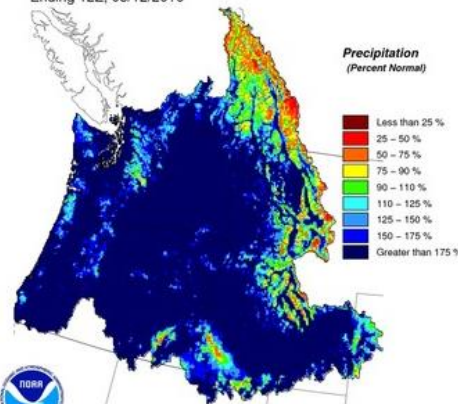 Precipitation
(Percent Normal)
Less than 25 %
25 – 50 %
50 – 75 %
75 – 90 %
90 – 110 %
110 – 125 %
125 – 150 %
150 – 175 %
Greater than 175 %
NOAA